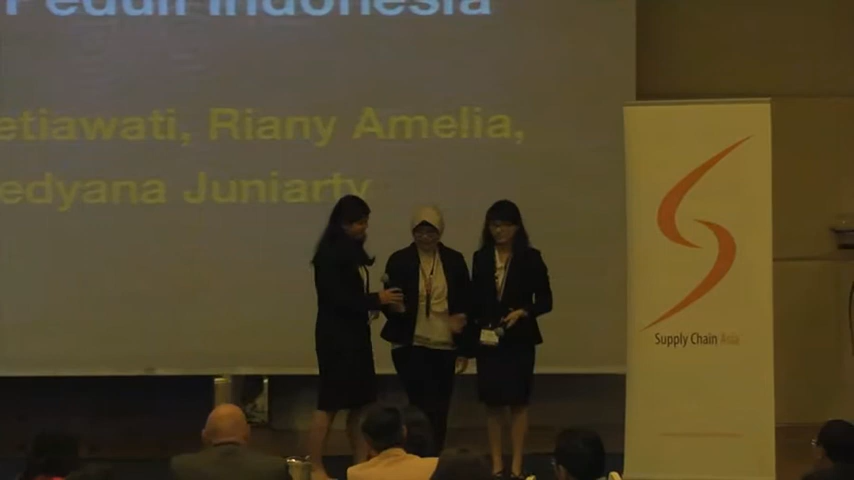 Peduli Indonesia
etiawati, Riany Amelia,
edyana Juniarty
Supply Chain Asia